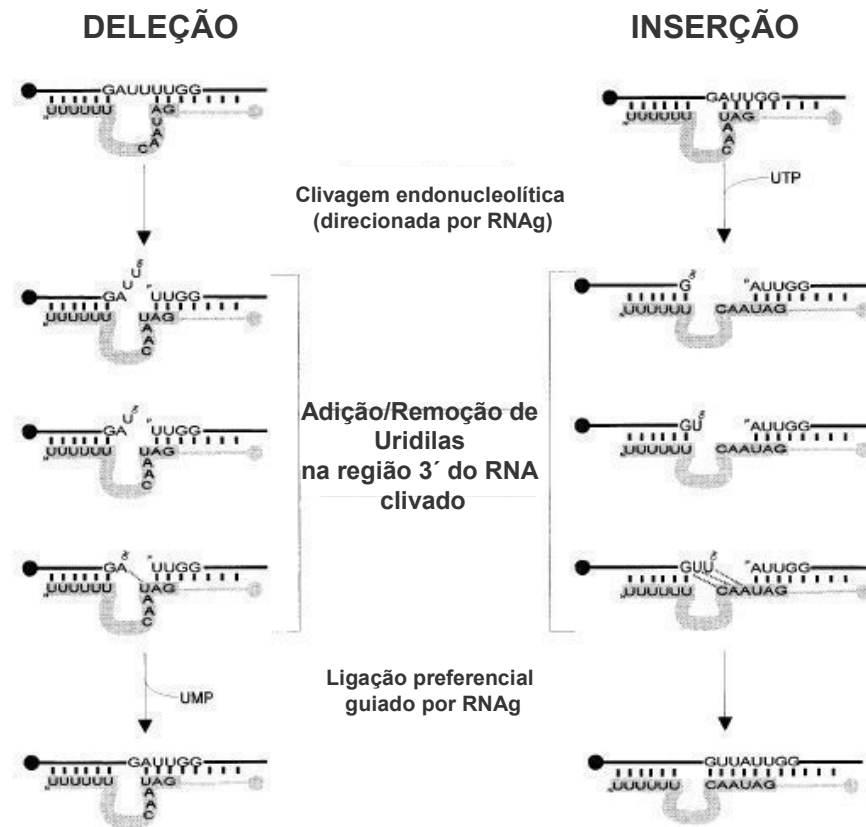 DELEÇÃO
INSERÇÃO
GAUUUUGG
UUUUUU
AG
U
A
A
C
GAUUGG
UUUUUU
UAG
A
A
C
Clivagem endonucleolítica
(direcionada por RNAg)
UTP
U
U
GA
UUGG
UUUUUU
UAG
A
A
C
G
AUUGG
UUUUUU
CAAUAG
Adição/Remoção de
Uridilas
na região 3´ do RNA
clivado
U
GA
UUGG
UUUUUU
UAG
A
A
C
GU
AUUGG
UUUUUU
CAAUAG
GA
UUGG
UUUUUU
UAG
A
A
C
GUU
AUUGG
UUUUUU
CAAUAG
Ligação preferencial
guiado por RNAg
UMP
GAUUGG
UUUUUU
UAG
A
A
C
GUUAUUGG
UUUUUU
CAAUAG